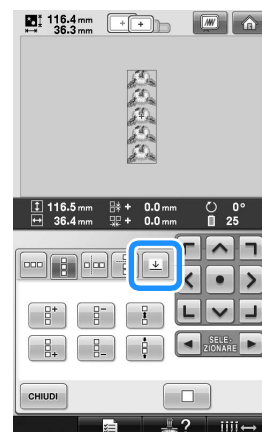 116.4 mm
36.3 mm
116.5 mm + 0.0 mm 0°
36.4 mm + 0.0 mm 25
SELE-
ZIONARE
CHIUDI
?